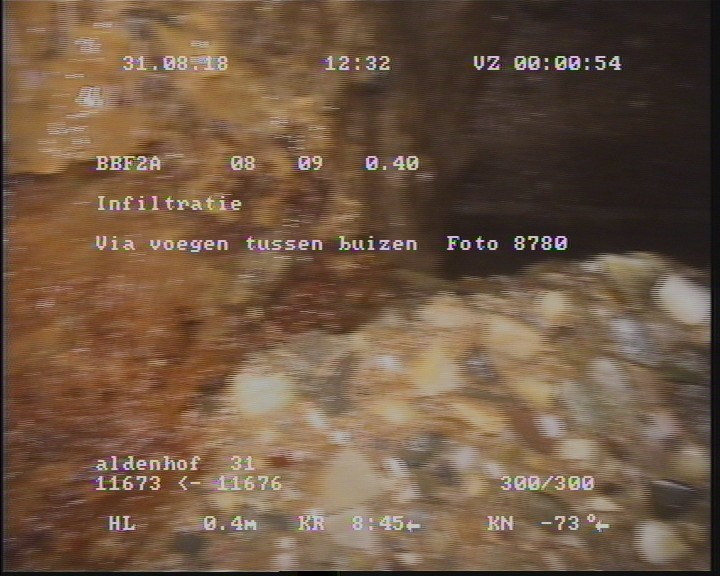 31.08.18 12:32 VZ 00:00:54
BBF2A 08 09 0.40
Infiltratie
Via voegen tussen buizen Foto 8780
aldenhof 31
11673 <- 11676 300/300
HL 0.4m KR 8:45← KN -73°←